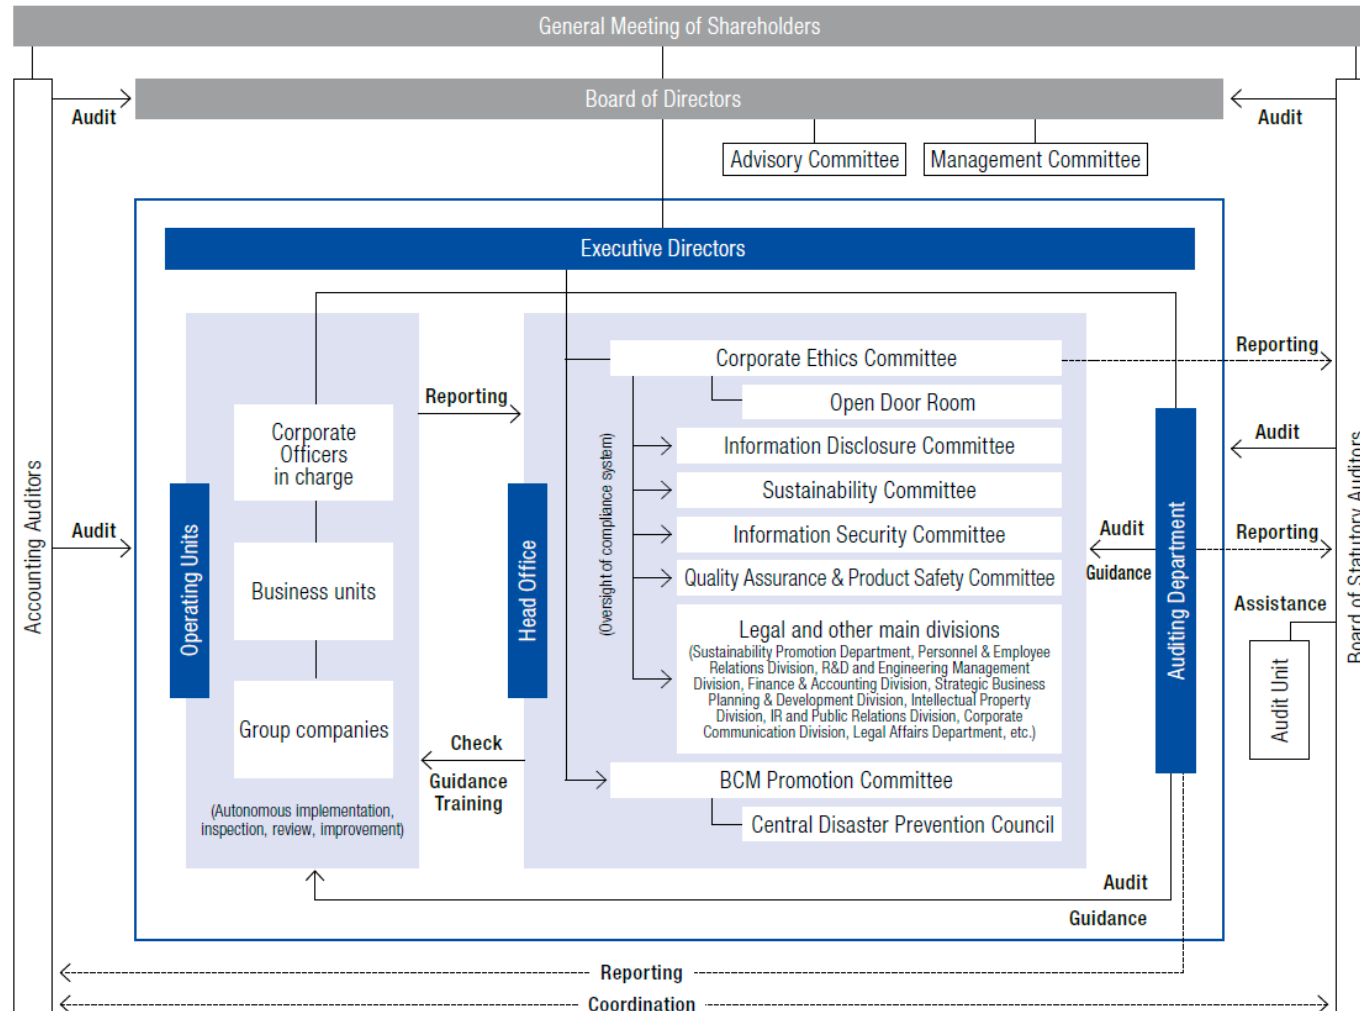 General Meeting of Shareholders
Board of Directors
Audit
Audit
Advisory Committee
Management Committee
Executive Directors
Accounting Auditors
Audit
Operating Units
Corporate
Officers
in charge
Business units
Group companies
(Autonomous implementation,
inspection, review, improvement)
Reporting
Check
Guidance
Training
Head Office
(Oversight of compliance system)
Corporate Ethics Committee
Open Door Room
Information Disclosure Committee
Sustainability Committee
Information Security Committee
Quality Assurance & Product Safety Committee
Legal and other main divisions
(Sustainability Promotion Department, Personnel & Employee
Relations Division, R&D and Engineering Management
Division, Finance & Accounting Division, Strategic Business
Planning & Development Division, Intellectual Property
Division, IR and Public Relations Division, Corporate
Communication Division, Legal Affairs Department, etc.)
BCM Promotion Committee
Central Disaster Prevention Council
Audit
Guidance
Auditing Department
Audit
Guidance
Reporting
Audit
Reporting
Assistance
Audit Unit
Board of Statutory Auditors
Reporting
Coordination